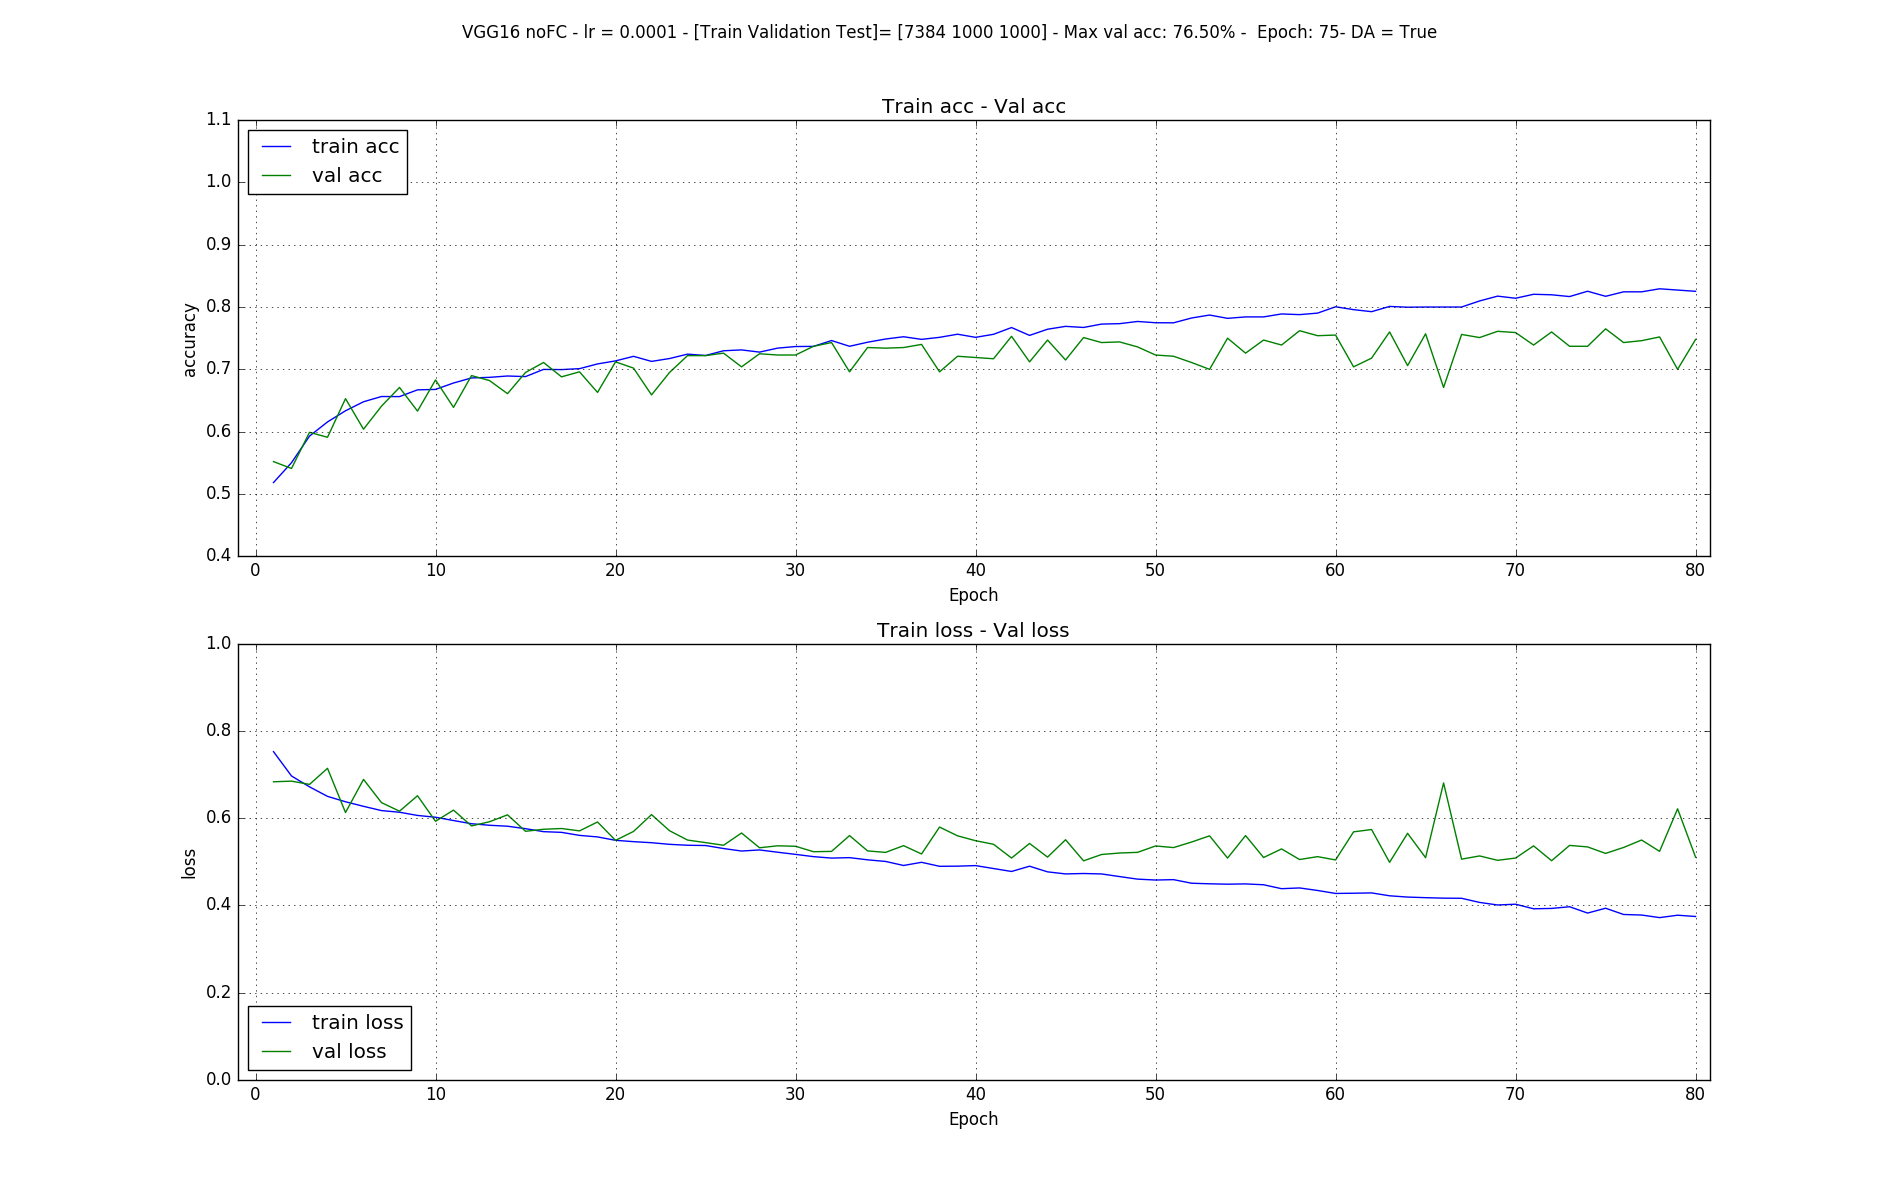 VGG16 noFC - lr = 0.0001 - [Train Validation Test]= [7384 1000 1000] - Max val acc: 76.50% -  Epoch: 75- DA = True
Train acc - Val acc
train acc
val acc
1.1
1.0
0.9
0.8
0.7
0.6
0.5
0.4
accuracy
0 10 20 30 40 50 60 70 80
Epoch
Train loss - Val loss
1.0
0.8
0.6
0.4
0.2
0.0
loss
train loss
val loss
0 10 20 30 40 50 60 70 80
Epoch